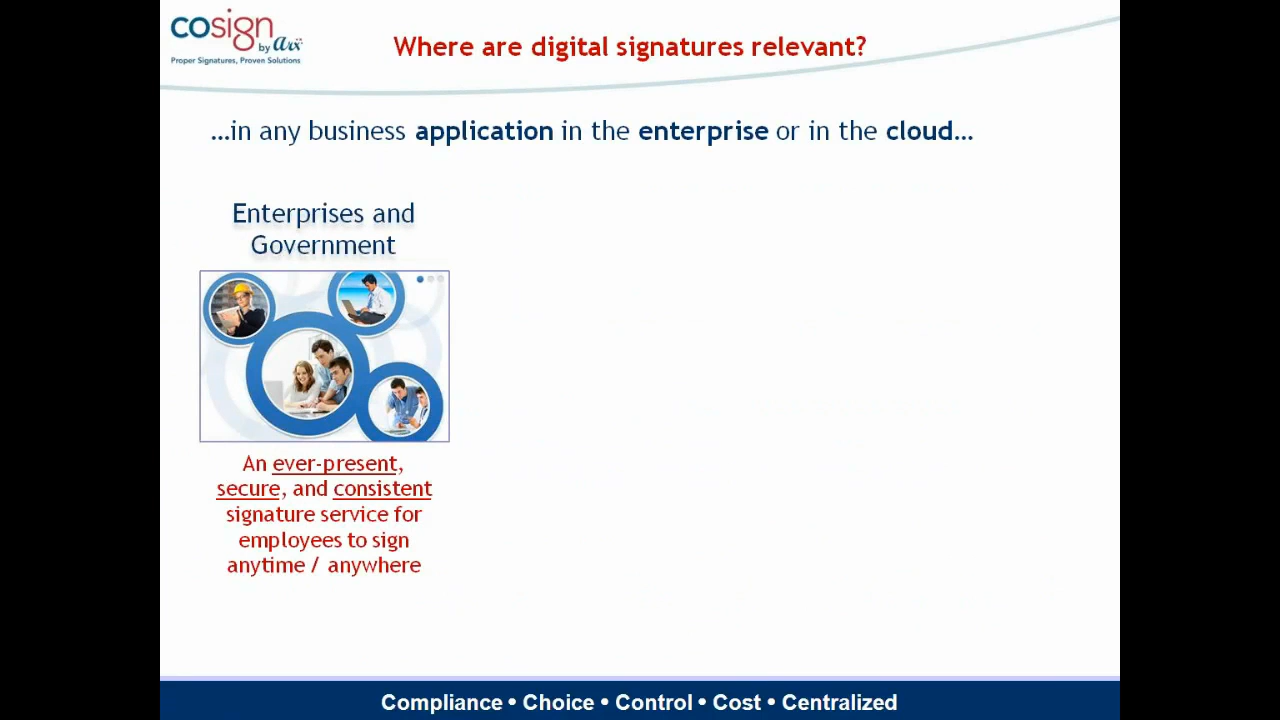 cosign
by arx
Proper Signatures, Proven Solutions
Where are digital signatures relevant?
…in any business application in the enterprise or in the cloud…
Enterprises and
Government
An ever-present,
secure, and consistent
signature service for
employees to sign
anytime / anywhere
Compliance • Choice • Control • Cost • Centralized